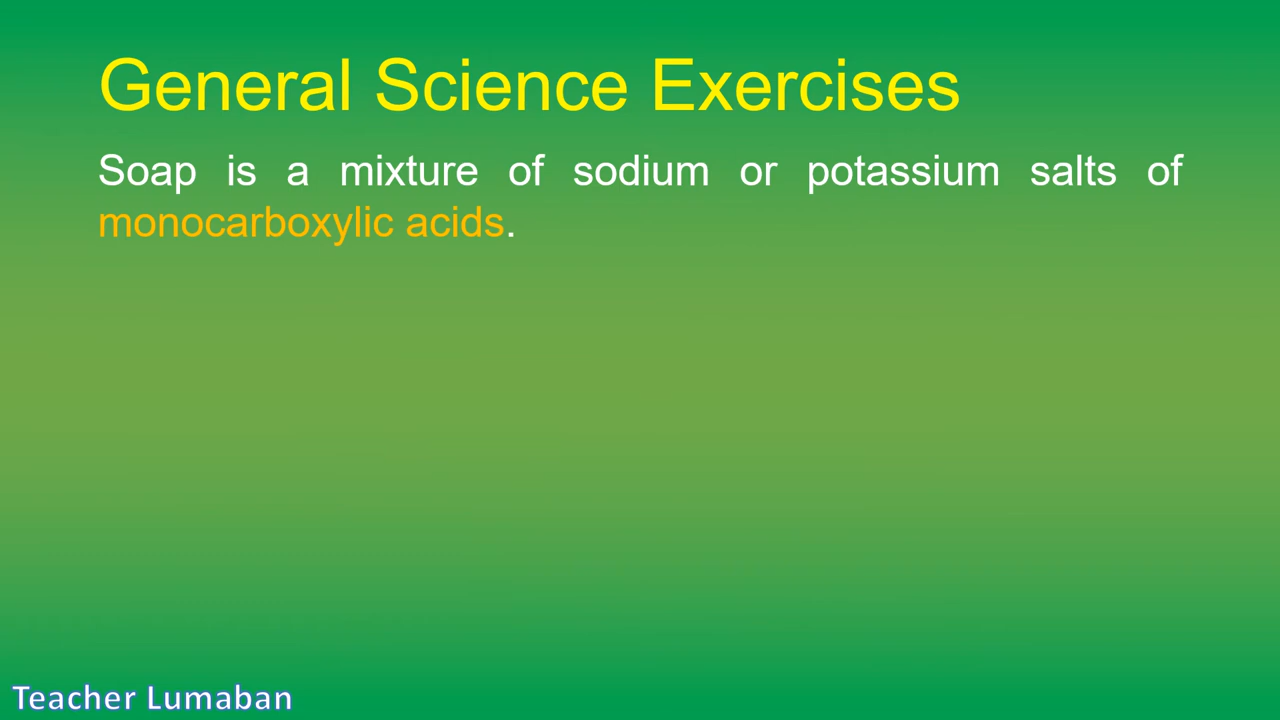 General Science Exercises
Soap is a mixture of sodium or potassium salts of
monocarboxylic acids.
Teacher Lumaban